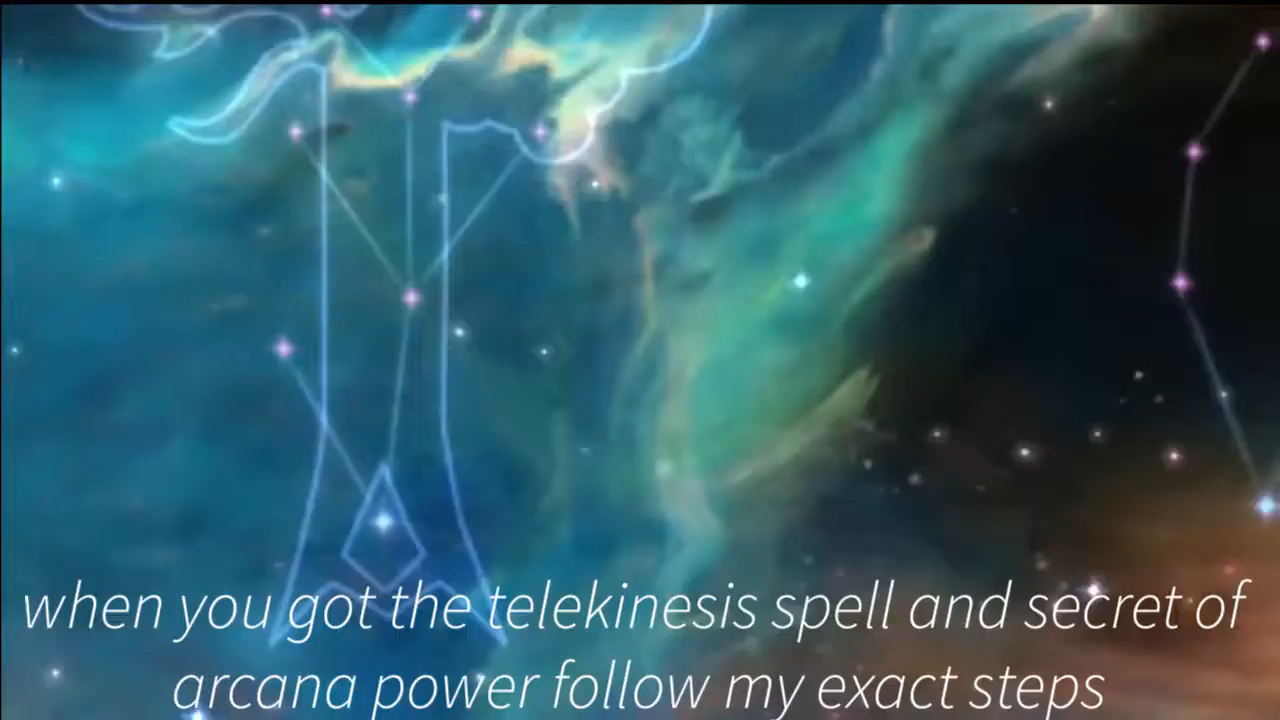 when you got the telekinesis spell and secret of
arcana power follow my exact steps